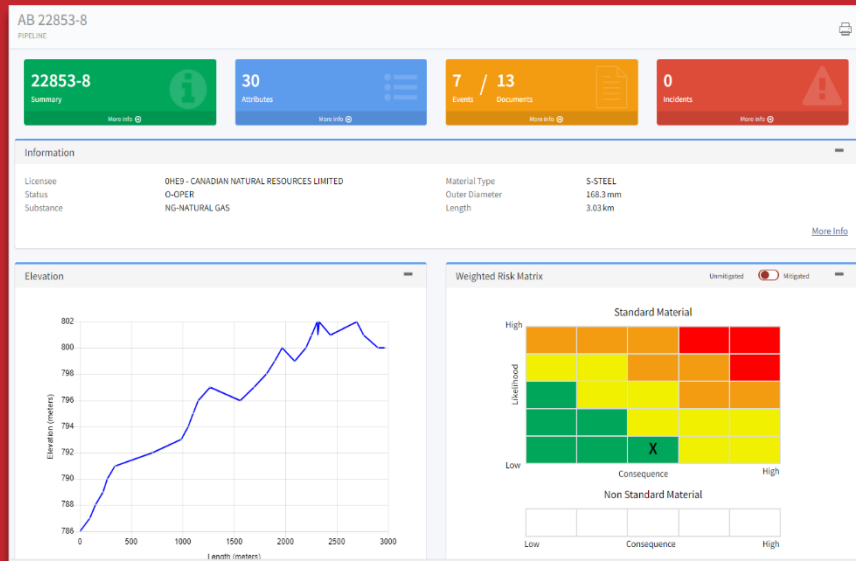 AB 22853-8
PIPELINE
22853-8
Summary
More info
30
Attributes
More info
7 / 13
Events Documents
More info
0
Incidents
More info
Information
Licensee 0HE9 - CANADIAN NATURAL RESOURCES LIMITED Material Type S-STEEL
Status O-OPER Outer Diameter 168.3 mm
Substance NG-NATURAL GAS Length 3.03 km
More Info
Elevation
802
800
798
796
794
792
790
788
786
Elevation (meters)
0 500 1000 1500 2000 2500 3000
Length (meters)
Weighted Risk Matrix Unmitigated Mitigated
Standard Material
High
Likelihood
X
Low Consequence High
Non Standard Material
Low Consequence High